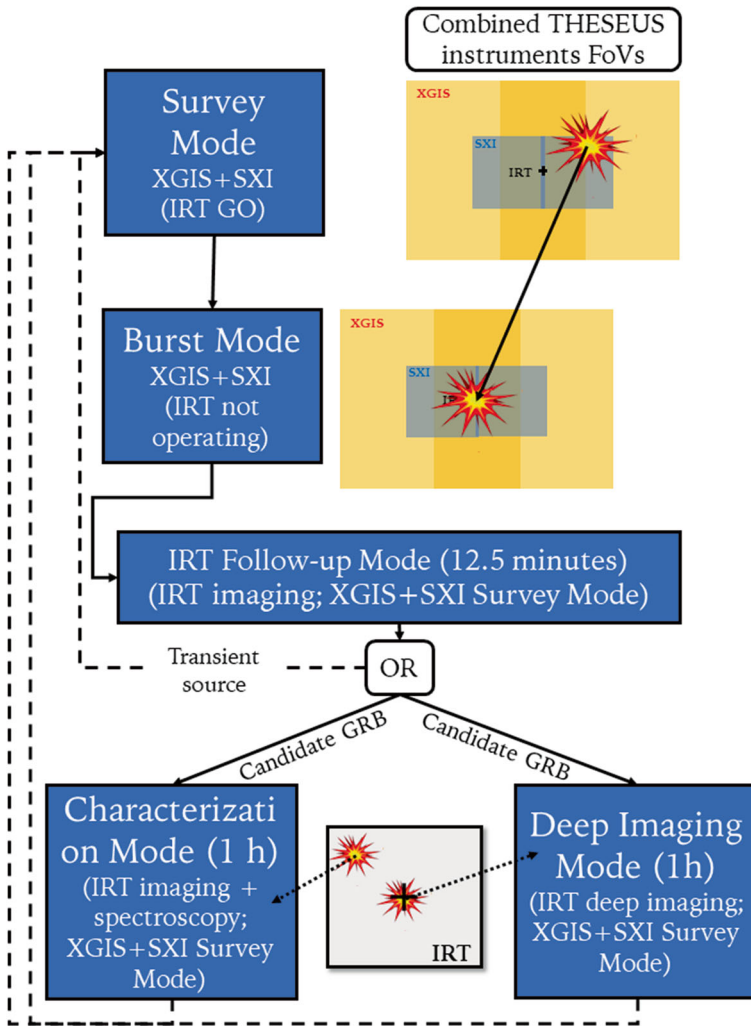 Combined THESEUS
instruments FoVs
Survey
Mode
XGIS+SXI
(IRT GO)
XGIS
SXI
IRT
Burst Mode
XGIS+SXI
(IRT not
operating)
XGIS
SXI
IRT Follow-up Mode (12.5 minutes)
(IRT imaging; XGIS+SXI Survey Mode)
Transient
source
OR
Candidate GRB
Candidate GRB
Characterizati
on Mode (1 h)
(IRT imaging +
spectroscopy;
XGIS+SXI Survey
Mode)
IRT
Deep Imaging
Mode (1h)
(IRT deep imaging;
XGIS+SXI Survey
Mode)